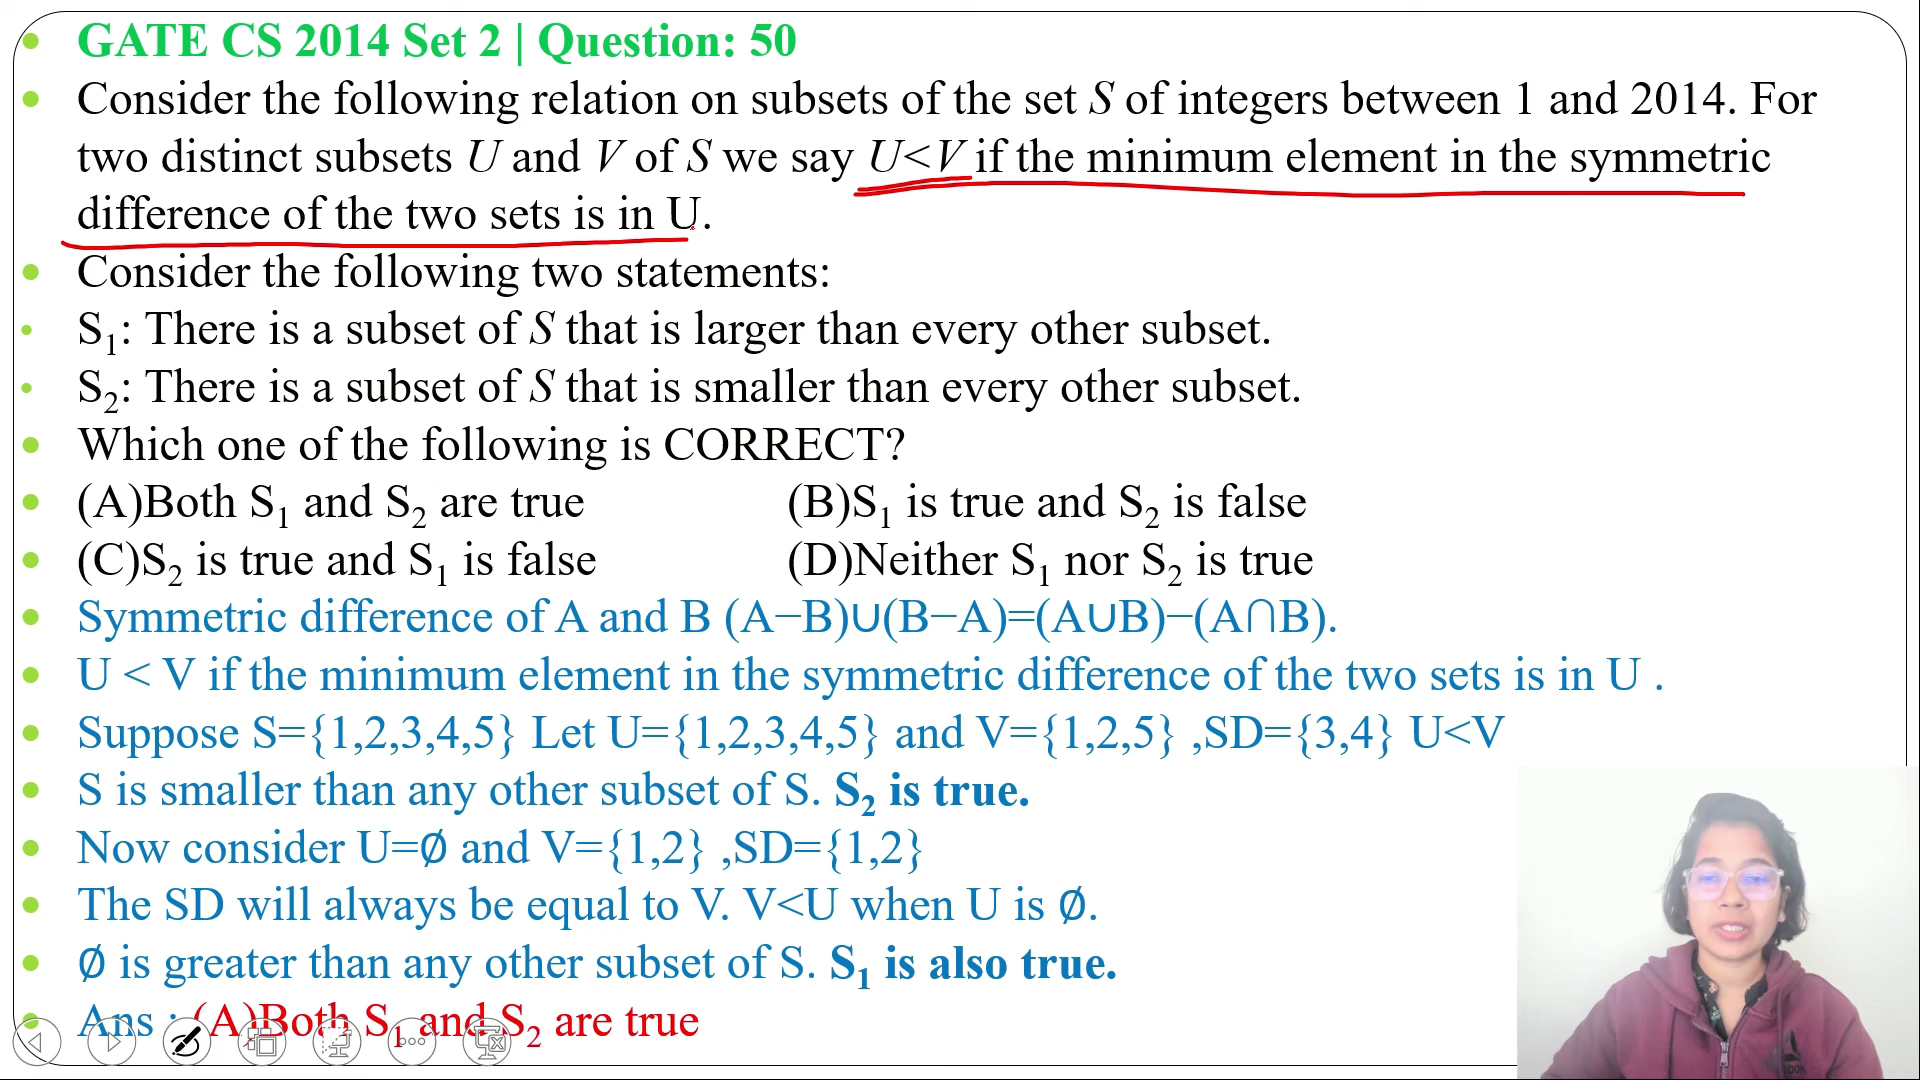 GATE CS 2014 Set 2 | Question: 50
Consider the following relation on subsets of the set S of integers between 1 and 2014. For
two distinct subsets U and V of S we say U<V if the minimum element in the symmetric
difference of the two sets is in U.
Consider the following two statements:
S₁: There is a subset of S that is larger than every other subset.
S₂: There is a subset of S that is smaller than every other subset.
Which one of the following is CORRECT?
(A)Both S₁ and S₂ are true (B)S₁ is true and S₂ is false
(C)S₂ is true and S₁ is false (D)Neither S₁ nor S₂ is true
Symmetric difference of A and B (A−B)∪(B−A)=(A∪B)−(A∩B).
U < V if the minimum element in the symmetric difference of the two sets is in U .
Suppose S={1,2,3,4,5} Let U={1,2,3,4,5} and V={1,2,5} ,SD={3,4} U<V
S is smaller than any other subset of S. S₂ is true.
Now consider U=∅ and V={1,2} ,SD={1,2}
The SD will always be equal to V. V<U when U is ∅.
∅ is greater than any other subset of S. S₁ is also true.
Ans : (A)Both S₁ and S₂ are true